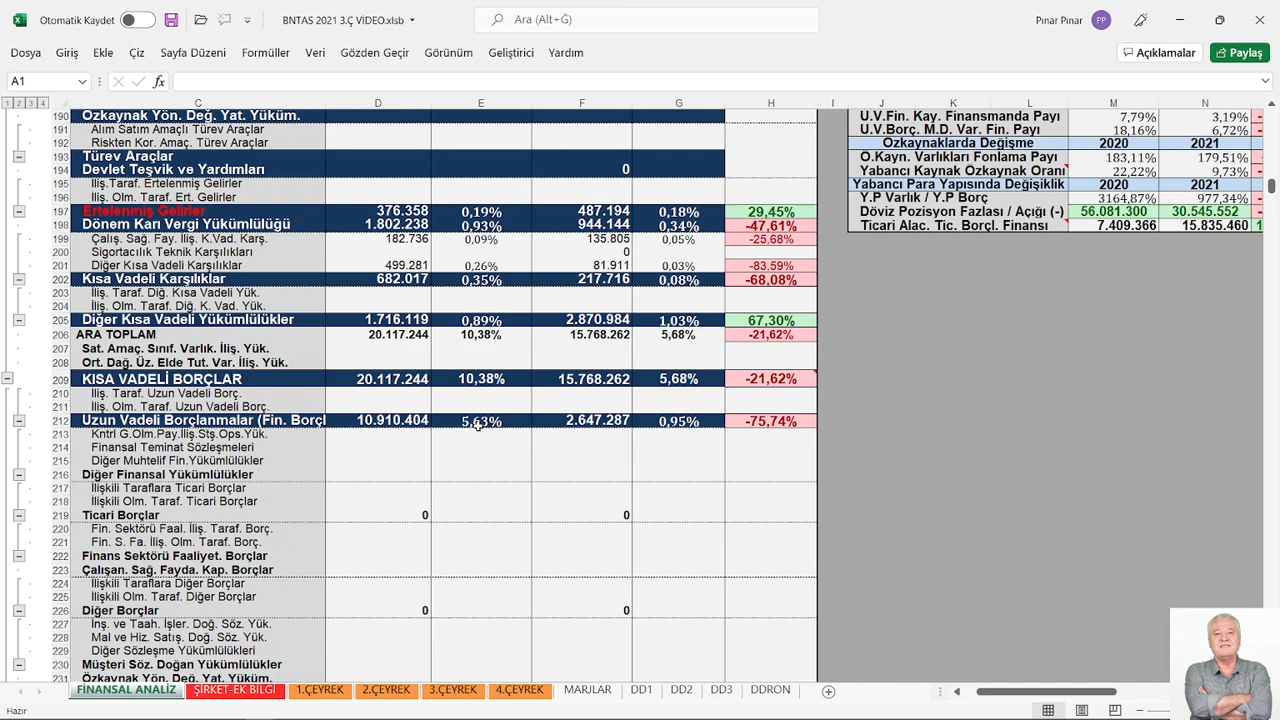 Otomatik Kaydet
BNTAS 2021 3.Ç VIDEO.xlsb
Ara (Alt+Ğ)
Pınar Pınar
PP
Dosya Giriş Ekle Çiz Sayfa Düzeni Formüller Veri Gözden Geçir Görünüm Geliştirici Yardım
Açıklamalar
Paylaş
A1
fx
1 2 3 4
C D E F G H I J K L M N
190 Özkaynak Yön. Değ. Yat. Yüküm.
191 Alım Satım Amaçlı Türev Araçlar
192 Riskten Kor. Amaç. Türev Araçlar
193 Türev Araçlar
194 Devlet Teşvik ve Yardımları 0
195 İliş.Taraf. Ertelenmiş Gelirler
196 İliş. Olm. Taraf. Ert. Gelirler
197 Ertelenmiş Gelirler 376.358 0,19% 487.194 0,18% 29,45%
198 Dönem Karı Vergi Yükümlülüğü 1.802.238 0,93% 944.144 0,34% -47,61%
199 Çalış. Sağ. Fay. İliş. K.Vad. Karş. 182.736 0,09% 135.805 0,05% -25,68%
200 Sigortacılık Teknik Karşılıkları 0
201 Diğer Kısa Vadeli Karşılıklar 499.281 0,26% 81.911 0,03% -83,59%
Kısa Vadeli Karşılıklar 682.017 0,35% 217.716 0,08% -68,08%
203 İliş. Taraf. Diğ. Kısa Vadeli Yük.
204 İliş. Olm. Taraf. Diğ. K. Vad. Yük.
205 Diğer Kısa Vadeli Yükümlülükler 1.716.119 0,89% 2.870.984 1,03% 67,30%
206 ARA TOPLAM 20.117.244 10,38% 15.768.262 5,68% -21,62%
207 Sat. Amaç. Sınıf. Varlık. İliş. Yük.
208 Ort. Dağ. Üz. Elde Tut. Var. İliş. Yük.
209 KISA VADELİ BORÇLAR 20.117.244 10,38% 15.768.262 5,68% -21,62%
210 İliş. Taraf. Uzun Vadeli Borç.
211 İliş. Olm. Taraf. Uzun Vadeli Borç.
212 Uzun Vadeli Borçlanmalar (Fin. Borçl 10.910.404 5,63% 2.647.287 0,95% -75,74%
213 Kntrl G.Olm.Pay.İliş.Stş.Ops.Yük.
214 Finansal Teminat Sözleşmeleri
215 Diğer Muhtelif Fin.Yükümlülükler
216 Diğer Finansal Yükümlülükler
217 İlişkili Taraflara Ticari Borçlar
218 İlişkili Olm. Taraf. Ticari Borçlar
219 Ticari Borçlar 0 0
220 Fin. Sektörü Faal. İliş. Taraf. Borç.
221 Fin. S. Fa. İliş. Olm. Taraf. Borç.
222 Finans Sektörü Faaliyet. Borçlar
223 Çalışan. Sağ. Fayda. Kap. Borçlar
224 İlişkili Taraflara Diğer Borçlar
225 İlişkili Olm. Taraf. Diğer Borçlar
226 Diğer Borçlar 0 0
227 İnş. ve Taah. İşler. Doğ. Söz. Yük.
228 Mal ve Hiz. Satış. Doğ. Söz. Yük.
229 Diğer Sözleşme Yükümlülükleri
230 Müşteri Söz. Doğan Yükümlülükler
231 Özkaynak Yön. Değ. Yat. Yüküm.
U.V.Fin. Kay. Finansmanda Payı 7,79% 3,19%
U.V.Borç. M.D. Var. Fin. Payı 18,16% 6,72%
Özkaynaklarda Değişme 2020 2021
Ö.Kayn. Varlıkları Fonlama Payı 183,11% 179,51%
Yabancı Kaynak Özkaynak Oranı 22,22% 9,73%
Yabancı Para Yapısında Değişiklik 2020 2021
Y.P Varlık / Y.P Borç 3164,87% 977,34%
Döviz Pozisyon Fazlası / Açığı (-) 56.081.300 30.545.552
Ticari Alac. Tic. Borçl. Finansı 7.409.366 15.835.460 1
FİNANSAL ANALİZ ŞİRKET-EK BİLGİ 1.ÇEYREK 2.ÇEYREK 3.ÇEYREK 4.ÇEYREK MARJLAR DD1 DD2 DD3 DDRON
Hazır